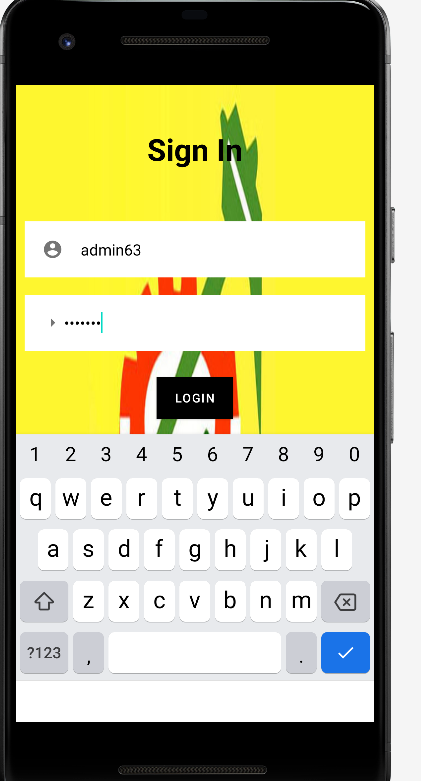 Sign In
admin63
•••••••
LOGIN
1 2 3 4 5 6 7 8 9 0
q w e r t y u i o p
a s d f g h j k l
z x c v b n m
?123 , .